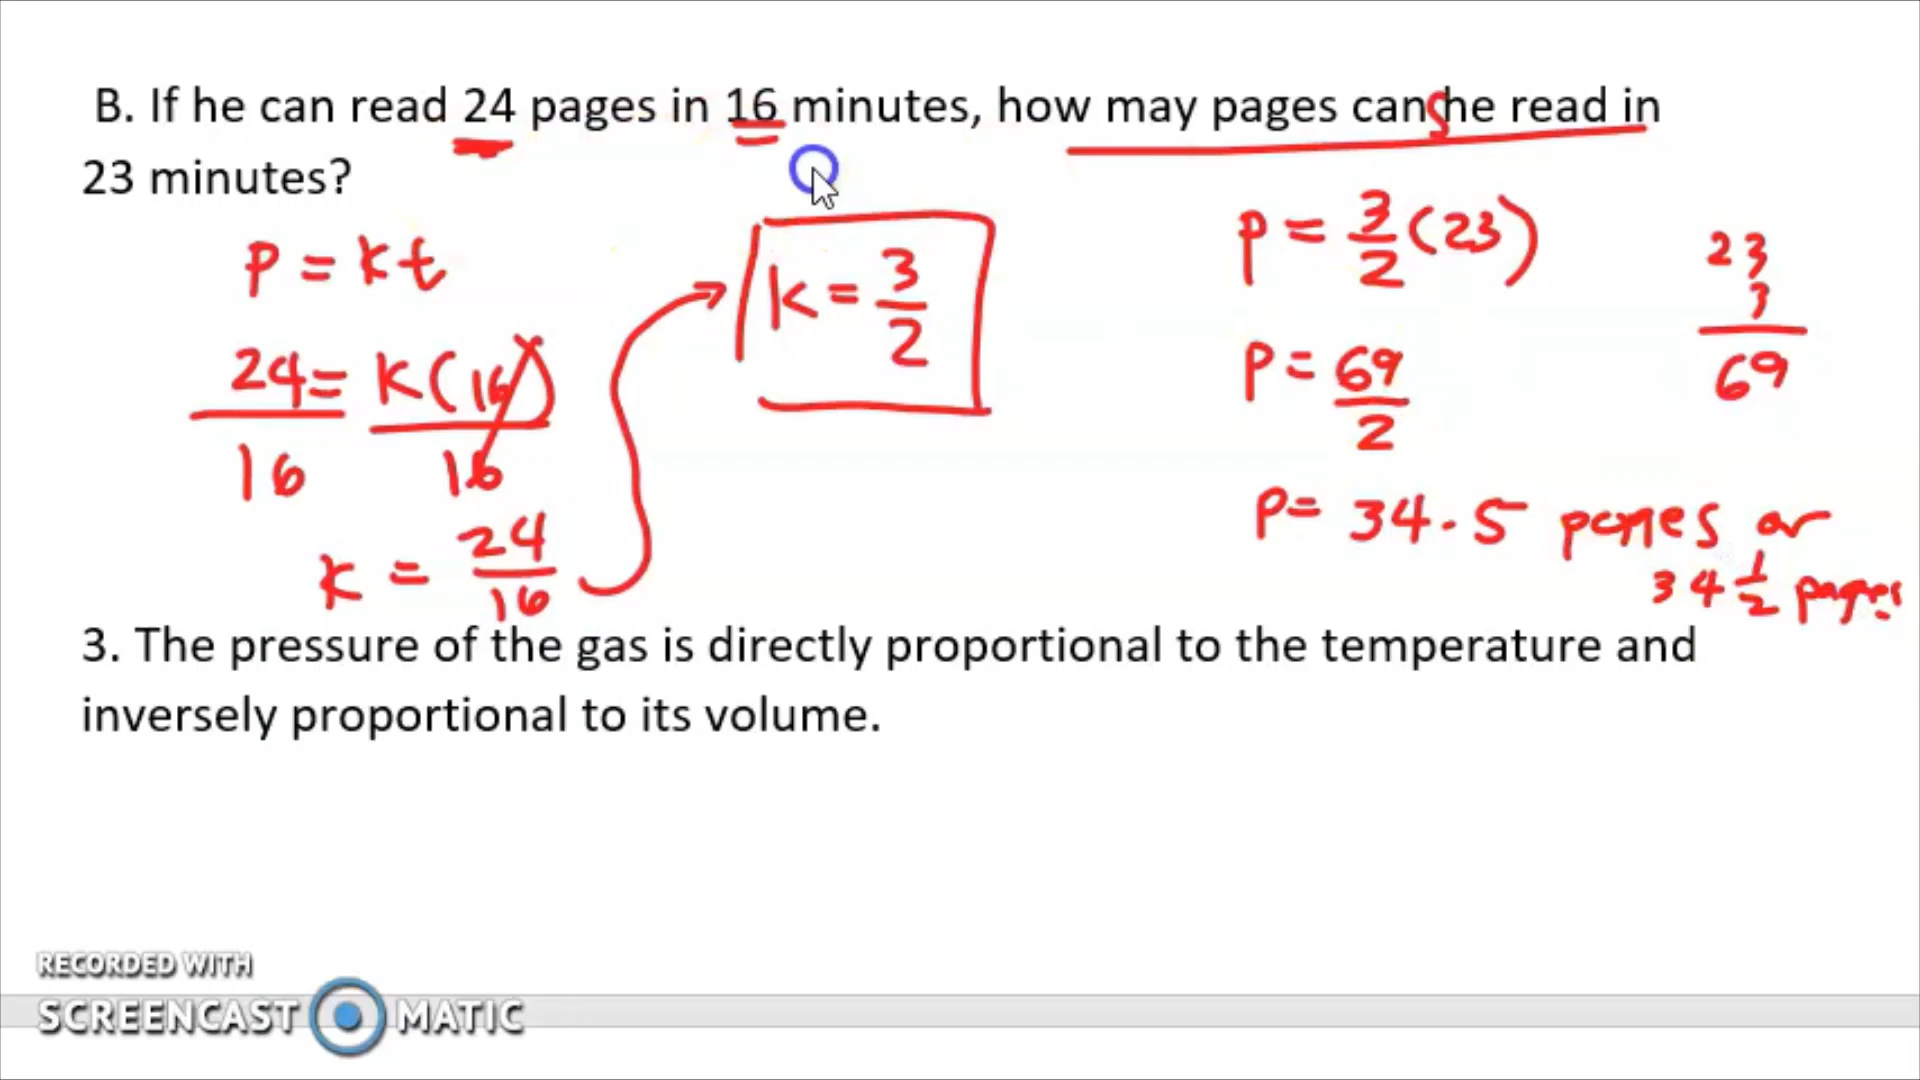 B. If he can read 24 pages in 16 minutes, how may pages can s he read in
23 minutes?
P = kt
24 = k(16)
16 16
k = 24/16
k = 3/2
P = 3/2 (23)
P = 69/2
P = 34.5 pages or
34 1/2 pages
23
3
69
3. The pressure of the gas is directly proportional to the temperature and
inversely proportional to its volume.
RECORDED WITH
SCREENCAST MATIC